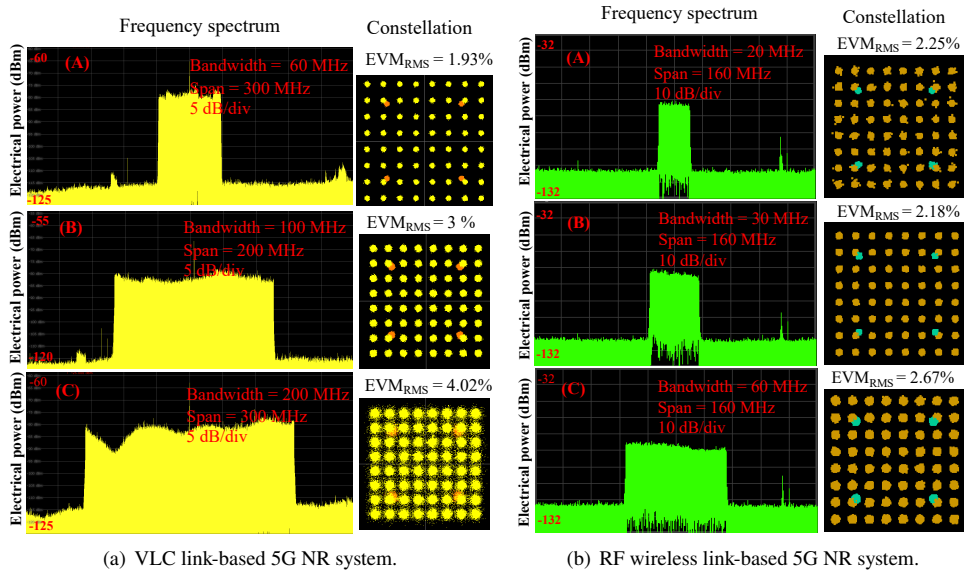 Frequency spectrum
Constellation
Electrical power (dBm)
-60
(A)
Bandwidth = 60 MHz
Span = 300 MHz
5 dB/div
-125
EVMRMS = 1.93%
Electrical power (dBm)
-55
(B)
Bandwidth = 100 MHz
Span = 200 MHz
5 dB/div
-120
EVMRMS = 3 %
Electrical power (dBm)
-60
(C)
Bandwidth = 200 MHz
Span = 300 MHz
5 dB/div
-125
EVMRMS = 4.02%
(a) VLC link-based 5G NR system.
Frequency spectrum
Constellation
Electrical power (dBm)
-32
(A)
Bandwidth = 20 MHz
Span = 160 MHz
10 dB/div
-132
EVMRMS = 2.25%
Electrical power (dBm)
-32
(B)
Bandwidth = 30 MHz
Span = 160 MHz
10 dB/div
-132
EVMRMS = 2.18%
Electrical power (dBm)
-32
(C)
Bandwidth = 60 MHz
Span = 160 MHz
10 dB/div
-132
EVMRMS = 2.67%
(b) RF wireless link-based 5G NR system.